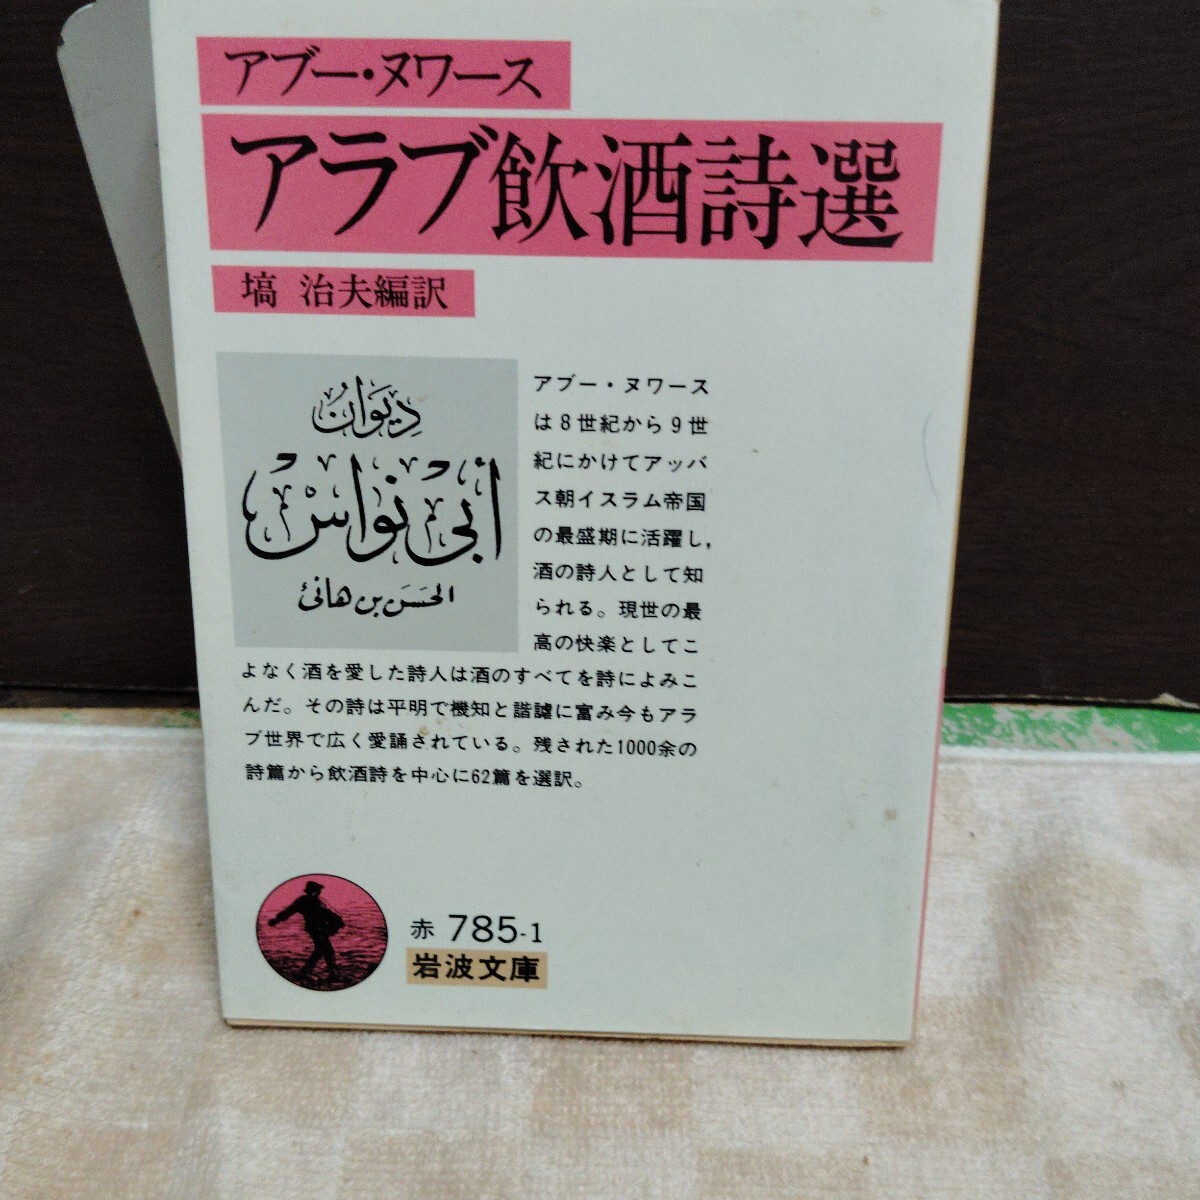 アブー・ヌワース
アラブ飲酒詩選
塙 治夫編訳
دِيوَان
أبي نواسْ
الحَسَن بن هانئ
アブー・ヌワース
は8世紀から9世
紀にかけてアッバ
ス朝イスラム帝国
の最盛期に活躍し,
酒の詩人として知
られる。現世の最
高の快楽としてこ
よなく酒を愛した詩人は酒のすべてを詩によみこ
んだ。その詩は平明で機知と諧謔に富み今もアラ
ブ世界で広く愛誦されている。残された1000余の
詩篇から飲酒詩を中心に62篇を選訳。
赤 785-1
岩波文庫